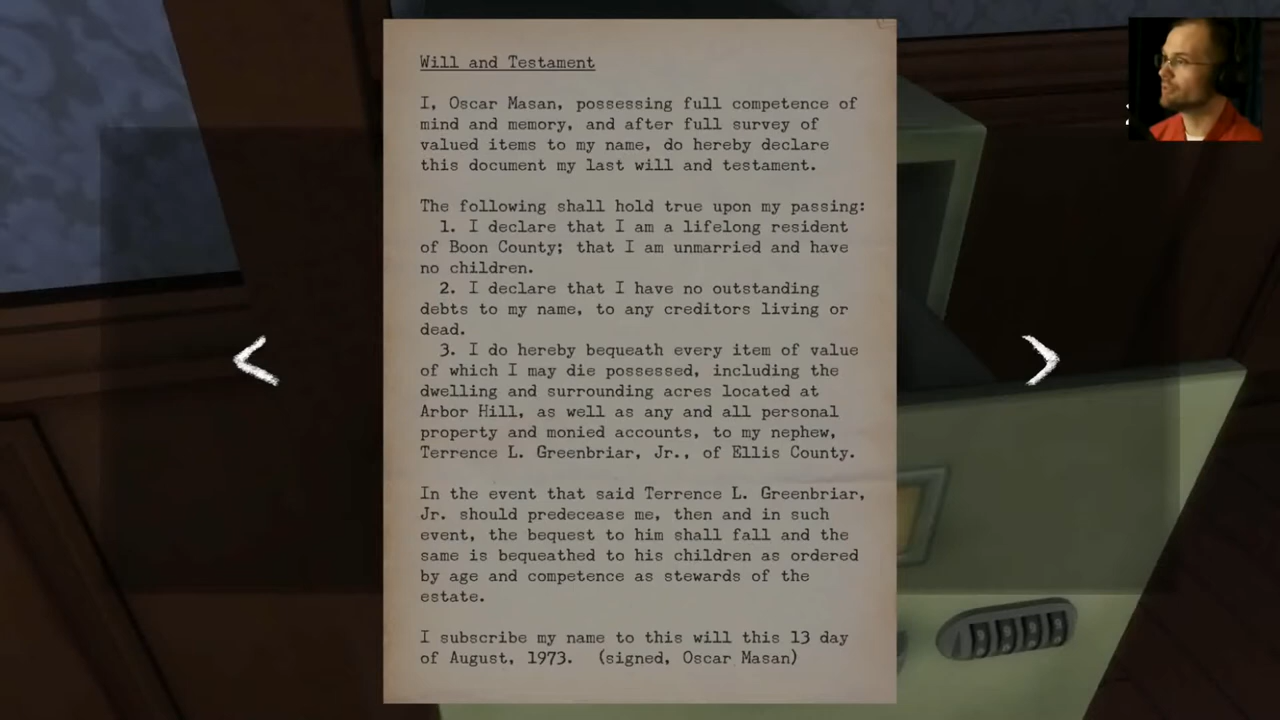 Will and Testament
I, Oscar Masan, possessing full competence of
mind and memory, and after full survey of
valued items to my name, do hereby declare
this document my last will and testament.
The following shall hold true upon my passing:
1. I declare that I am a lifelong resident
of Boon County; that I am unmarried and have
no children.
2. I declare that I have no outstanding
debts to my name, to any creditors living or
dead.
3. I do hereby bequeath every item of value
of which I may die possessed, including the
dwelling and surrounding acres located at
Arbor Hill, as well as any and all personal
property and monied accounts, to my nephew,
Terrence L. Greenbriar, Jr., of Ellis County.
In the event that said Terrence L. Greenbriar,
Jr. should predecease me, then and in such
event, the bequest to him shall fall and the
same is bequeathed to his children as ordered
by age and competence as stewards of the
estate.
I subscribe my name to this will this 13 day
of August, 1973. (signed, Oscar Masan)